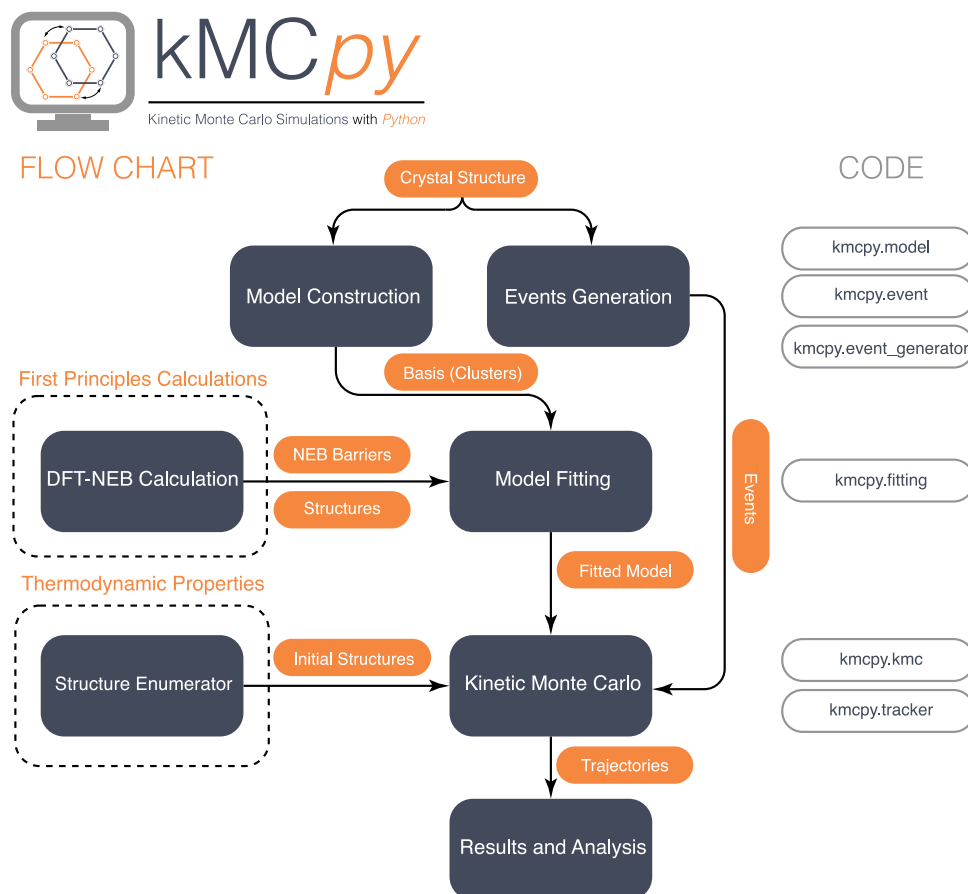 kMCpy
Kinetic Monte Carlo Simulations with Python
FLOW CHART
CODE
Crystal Structure
Model Construction
Events Generation
kmcpy.model
kmcpy.event
kmcpy.event_generator
Basis (Clusters)
First Principles Calculations
DFT-NEB Calculation
NEB Barriers
Structures
Model Fitting
Events
kmcpy.fitting
Fitted Model
Thermodynamic Properties
Structure Enumerator
Initial Structures
Kinetic Monte Carlo
kmcpy.kmc
kmcpy.tracker
Trajectories
Results and Analysis